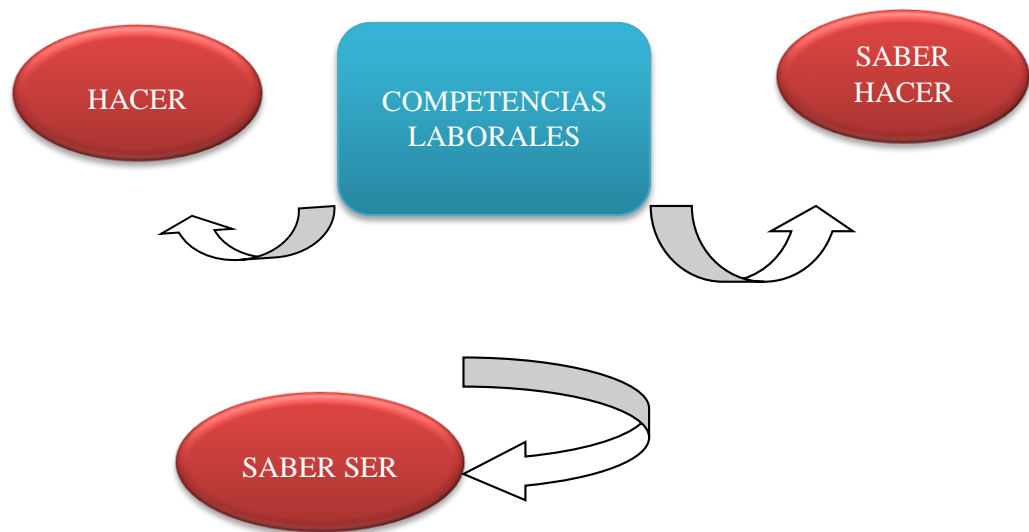 HACER
COMPETENCIAS
LABORALES
SABER
HACER
SABER SER